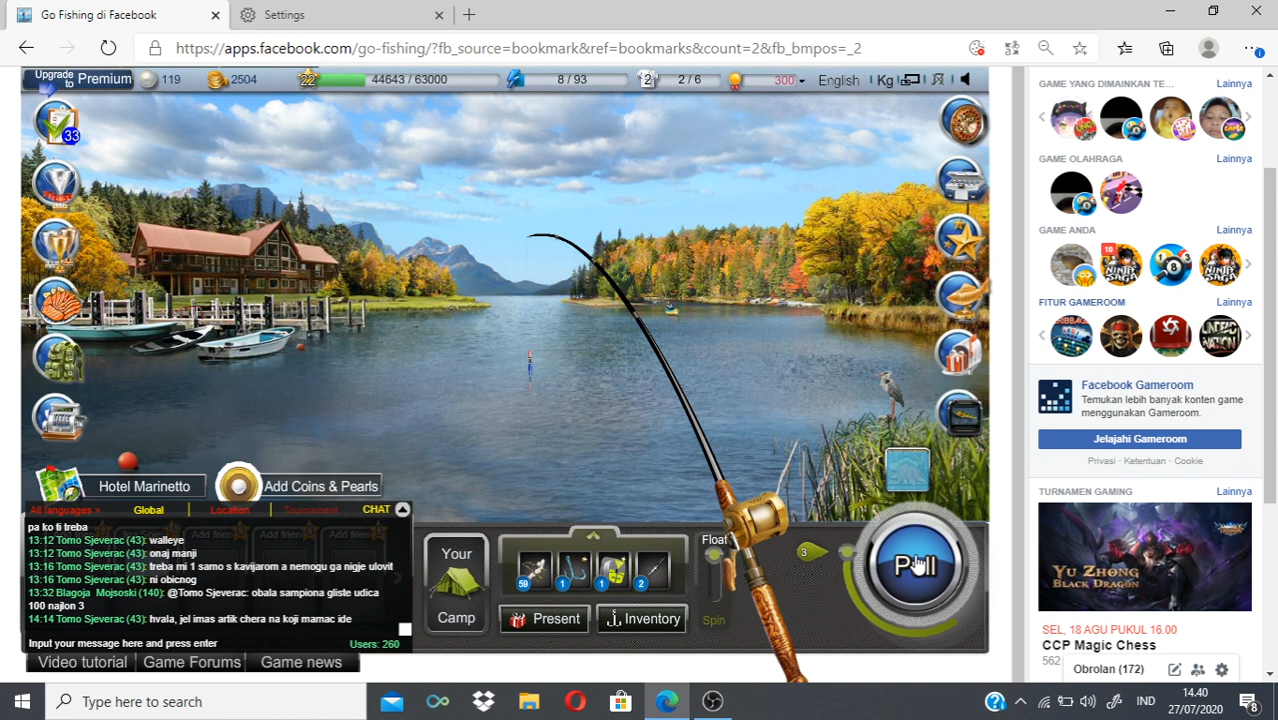 Go Fishing di Facebook
Settings
https://apps.facebook.com/go-fishing/?fb_source=bookmark&ref=bookmarks&count=2&fb_bmpos=_2
Upgrade to Premium
119
2504
22
44643 / 63000
8 / 93
2
2 / 6
300
English
Kg
33
GAME YANG DIMAINKAN TE...
Lainnya
GAME OLAHRAGA
Lainnya
GAME ANDA
Lainnya
10
FITUR GAMEROOM
Lainnya
Facebook Gameroom
Temukan lebih banyak konten game
menggunakan Gameroom.
Jelajahi Gameroom
Privasi · Ketentuan · Cookie
TURNAMEN GAMING
Lainnya
YU ZHONG
BLACK DRAGON
SEL, 18 AGU PUKUL 16.00
CCP Magic Chess
562
Obrolan (172)
Hotel Marinetto
Add Coins & Pearls
All languages >
Global
Location
Tournament
CHAT
pa ko ti treba
13:12 Tomo Sjeverac (43): walleye
13:12 Tomo Sjeverac (43): onaj manji
13:16 Tomo Sjeverac (43): treba mi 1 samo s kavijarom a nemogu ga nigje ulovit
13:16 Tomo Sjeverac (43): ni obicnog
13:32 Blagoja Mojsoski (140): @Tomo Sjeverac: obala sampiona gliste udica
100 najlon 3
14:14 Tomo Sjeverac (43): hvala, jel imas artik chera na koji mamac ide
Input your message here and press enter
Users: 260
Video tutorial
Game Forums
Game news
Your
Camp
59
1
1
2
Present
Inventory
Float
Spin
3
Pull
Type here to search
IND
14.40
27/07/2020
8